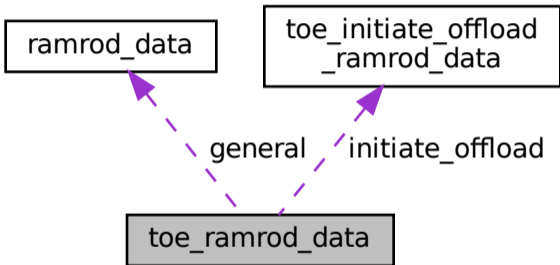 ramrod_data
toe_initiate_offload
_ramrod_data
general
initiate_offload
toe_ramrod_data